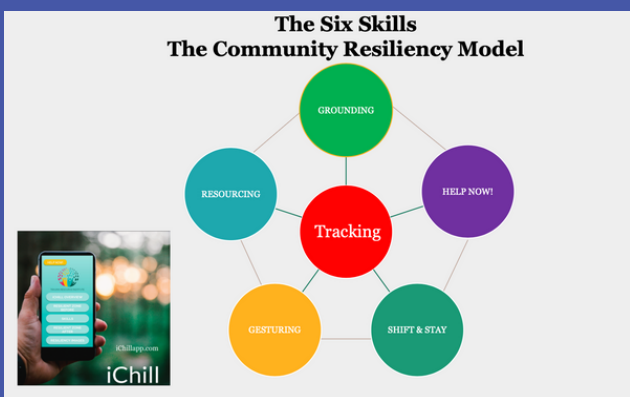 The Six Skills
The Community Resiliency Model
GROUNDING
RESOURCING
HELP NOW!
Tracking
GESTURING
SHIFT & STAY
iChillapp.com
iChill